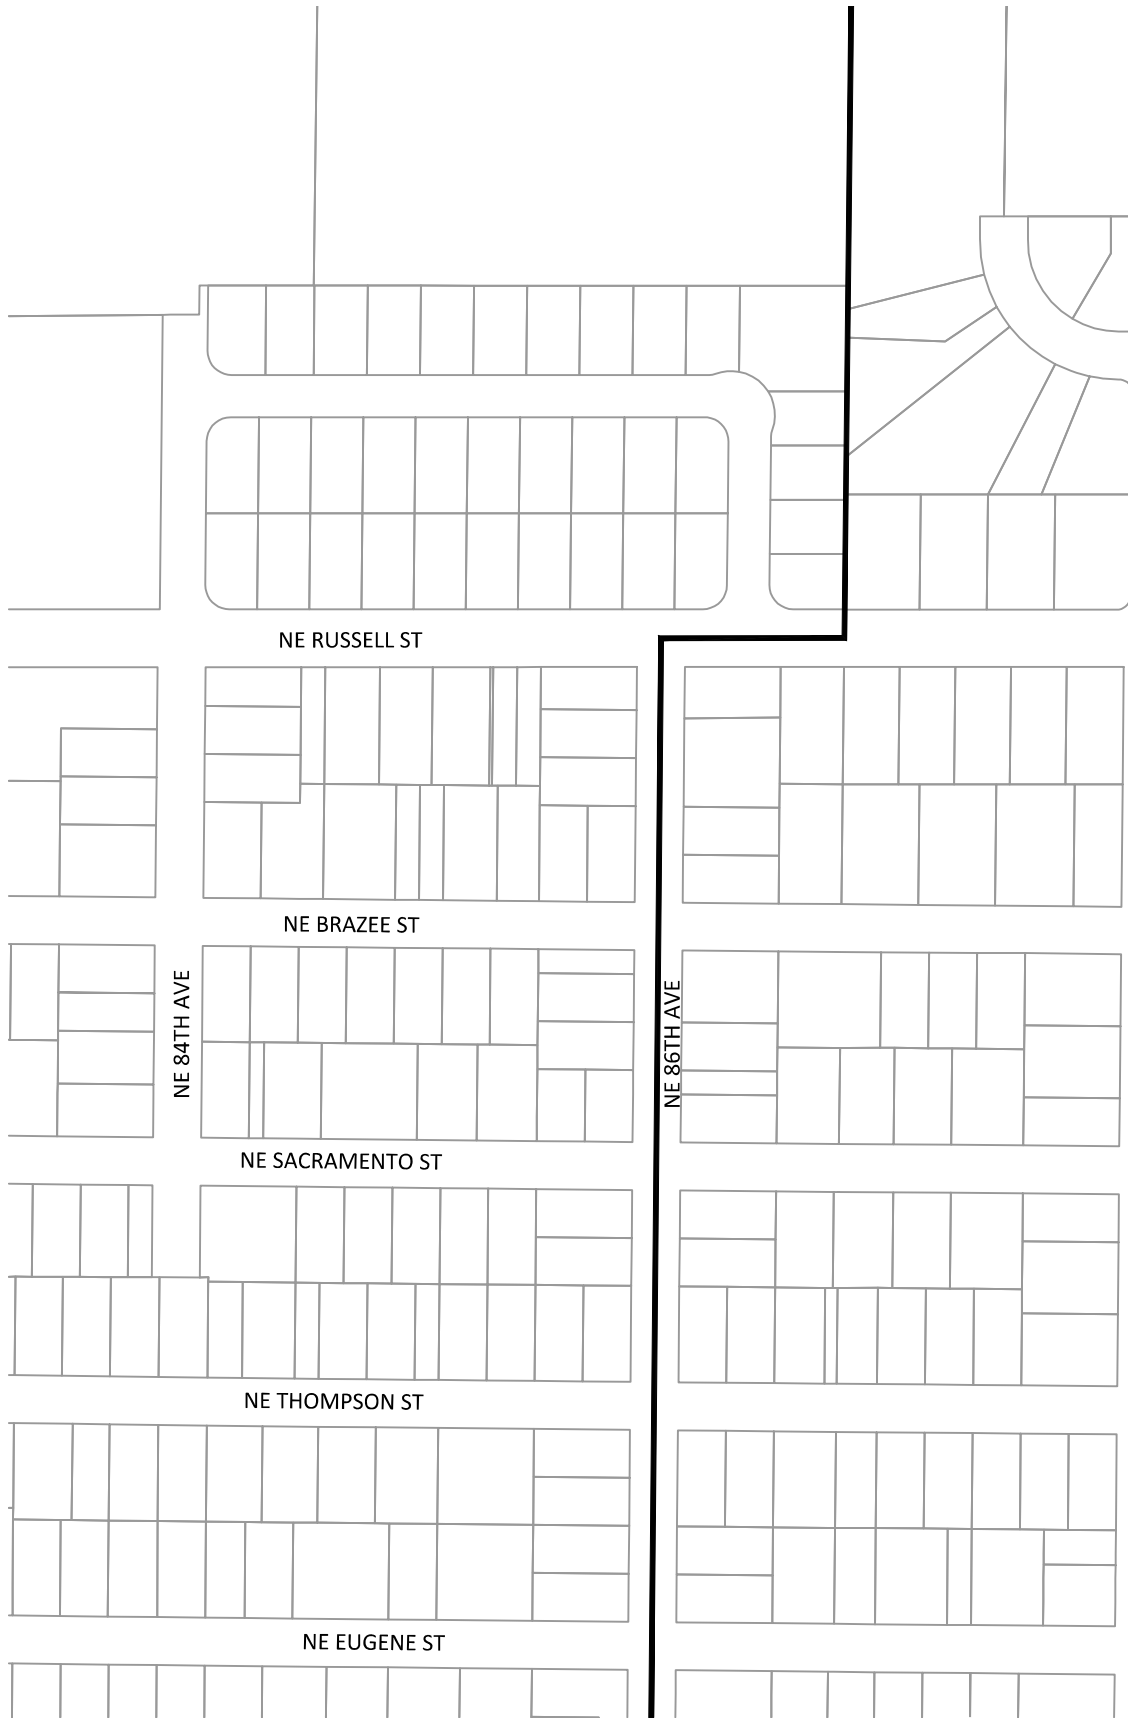 NE RUSSELL ST
NE BRAZEE ST
NE 84TH AVE
NE 86TH AVE
NE SACRAMENTO ST
NE THOMPSON ST
NE EUGENE ST